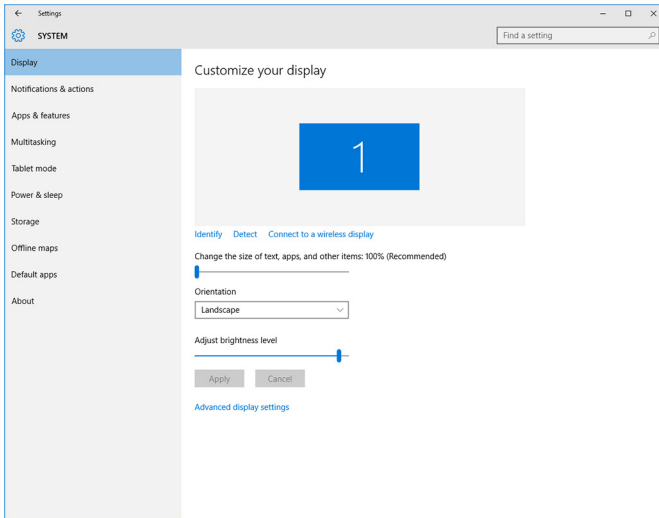 Settings
SYSTEM
Find a setting
Display
Notifications & actions
Apps & features
Multitasking
Tablet mode
Power & sleep
Storage
Offline maps
Default apps
About
Customize your display
1
Identify Detect Connect to a wireless display
Change the size of text, apps, and other items: 100% (Recommended)
Orientation
Landscape
Adjust brightness level
Apply Cancel
Advanced display settings